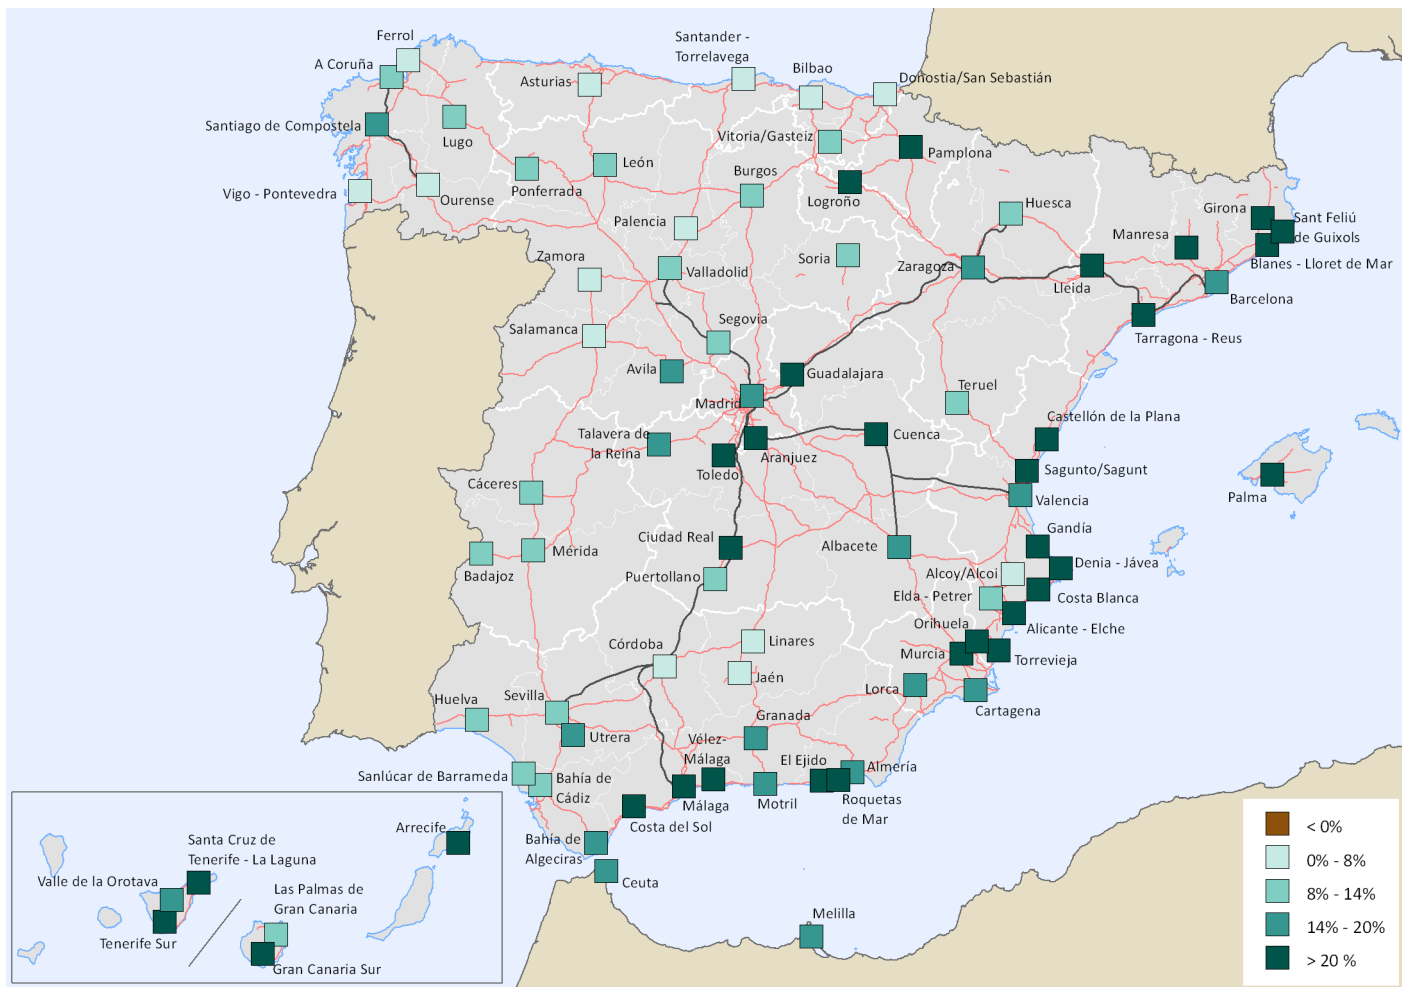 Ferrol
Santander -
Torrelavega
A Coruña
Bilbao
Asturias
Donostia/San Sebastián
Santiago de Compostela
Lugo
Vitoria/Gasteiz
Pamplona
León
Ponferrada
Burgos
Logroño
Vigo - Pontevedra
Ourense
Huesca
Girona
Sant Feliú
de Guixols
Palencia
Manresa
Zamora
Valladolid
Soria
Zaragoza
Lleida
Blanes - Lloret de Mar
Barcelona
Salamanca
Segovia
Tarragona - Reus
Avila
Guadalajara
Teruel
Madrid
Castellón de la Plana
Talavera de
la Reina
Aranjuez
Cuenca
Toledo
Sagunto/Sagunt
Cáceres
Valencia
Palma
Gandía
Ciudad Real
Albacete
Mérida
Badajoz
Puertollano
Alcoy/Alcoi
Denia - Jávea
Elda - Petrer
Costa Blanca
Orihuela
Alicante - Elche
Córdoba
Linares
Murcia
Torrevieja
Jaén
Lorca
Cartagena
Huelva
Sevilla
Granada
Utrera
Vélez-
Málaga
El Ejido
Almería
Sanlúcar de Barrameda
Bahía de
Cádiz
Málaga
Motril
Roquetas
de Mar
Costa del Sol
Bahía de
Algeciras
Ceuta
Melilla
Arrecife
Santa Cruz de
Tenerife - La Laguna
Valle de la Orotava
Las Palmas de
Gran Canaria
Tenerife Sur
Gran Canaria Sur
< 0%
0% - 8%
8% - 14%
14% - 20%
> 20 %